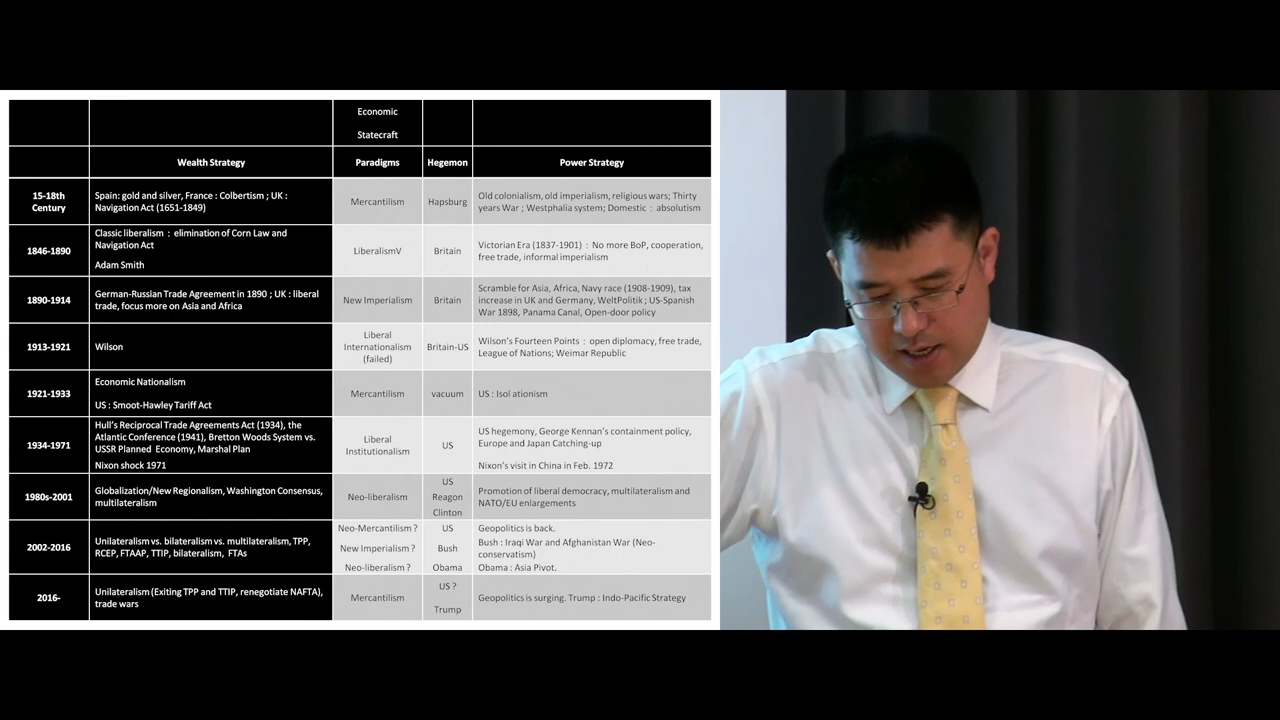 Economic
Statecraft
Wealth Strategy
Paradigms
Hegemon
Power Strategy
15-18th
Century
Spain: gold and silver, France : Colbertism ; UK :
Navigation Act (1651-1849)
Mercantilism
Hapsburg
Old colonialism, old imperialism, religious wars; Thirty
years War ; Westphalia system; Domestic : absolutism
1846-1890
Classic liberalism : elimination of Corn Law and
Navigation Act
Adam Smith
LiberalismV
Britain
Victorian Era (1837-1901) : No more BoP, cooperation,
free trade, informal imperialism
1890-1914
German-Russian Trade Agreement in 1890 ; UK : liberal
trade, focus more on Asia and Africa
New Imperialism
Britain
Scramble for Asia, Africa, Navy race (1908-1909), tax
increase in UK and Germany, WeltPolitik ; US-Spanish
War 1898, Panama Canal, Open-door policy
1913-1921
Wilson
Liberal
Internationalism
(failed)
Britain-US
Wilson's Fourteen Points : open diplomacy, free trade,
League of Nations; Weimar Republic
1921-1933
Economic Nationalism
US : Smoot-Hawley Tariff Act
Mercantilism
vacuum
US : Isol ationism
1934-1971
Hull's Reciprocal Trade Agreements Act (1934), the
Atlantic Conference (1941), Bretton Woods System vs.
USSR Planned Economy, Marshal Plan
Nixon shock 1971
Liberal
Institutionalism
US
US hegemony, George Kennan's containment policy,
Europe and Japan Catching-up
Nixon's visit in China in Feb. 1972
1980s-2001
Globalization/New Regionalism, Washington Consensus,
multilateralism
Neo-liberalism
US
Reagon
Clinton
Promotion of liberal democracy, multilateralism and
NATO/EU enlargements
2002-2016
Unilateralism vs. bilateralism vs. multilateralism, TPP,
RCEP, FTAAP, TTIP, bilateralism, FTAs
Neo-Mercantilism ?
New Imperialism ?
Neo-liberalism ?
US
Bush
Obama
Geopolitics is back.
Bush : Iraqi War and Afghanistan War (Neo-
conservatism)
Obama : Asia Pivot.
2016-
Unilateralism (Exiting TPP and TTIP, renegotiate NAFTA),
trade wars
Mercantilism
US ?
Trump
Geopolitics is surging. Trump : Indo-Pacific Strategy